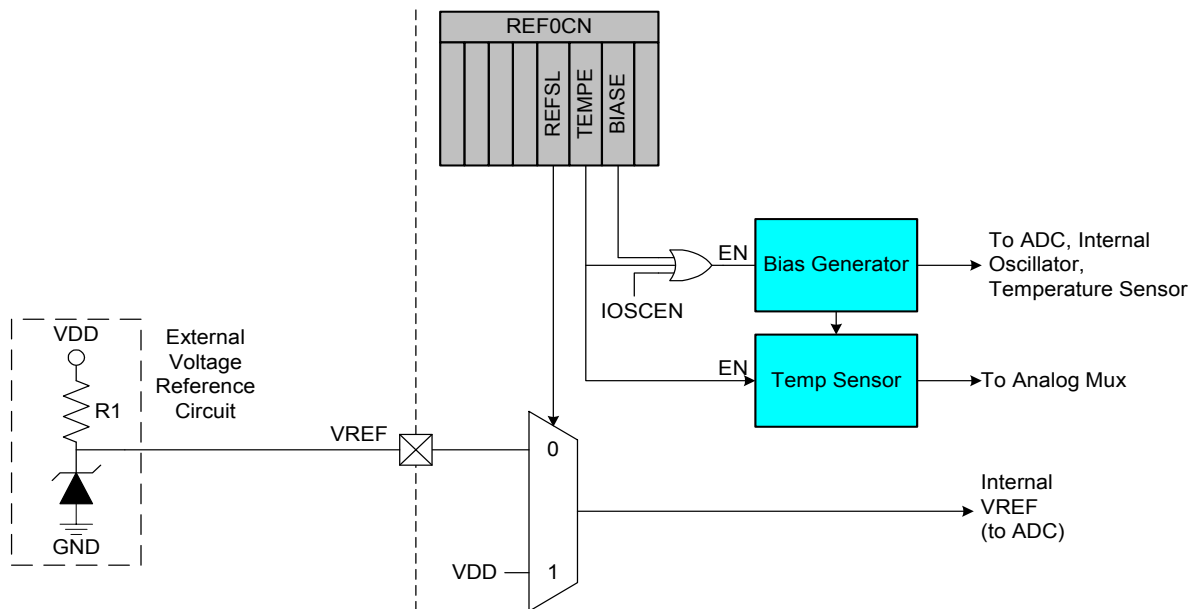 REF0CN
REFSL
TEMPE
BIASE
EN
Bias Generator
To ADC, Internal
Oscillator,
Temperature Sensor
IOSCEN
VDD
External
Voltage
Reference
Circuit
R1
EN
Temp Sensor
To Analog Mux
VREF
0
Internal
VREF
(to ADC)
GND
VDD
1